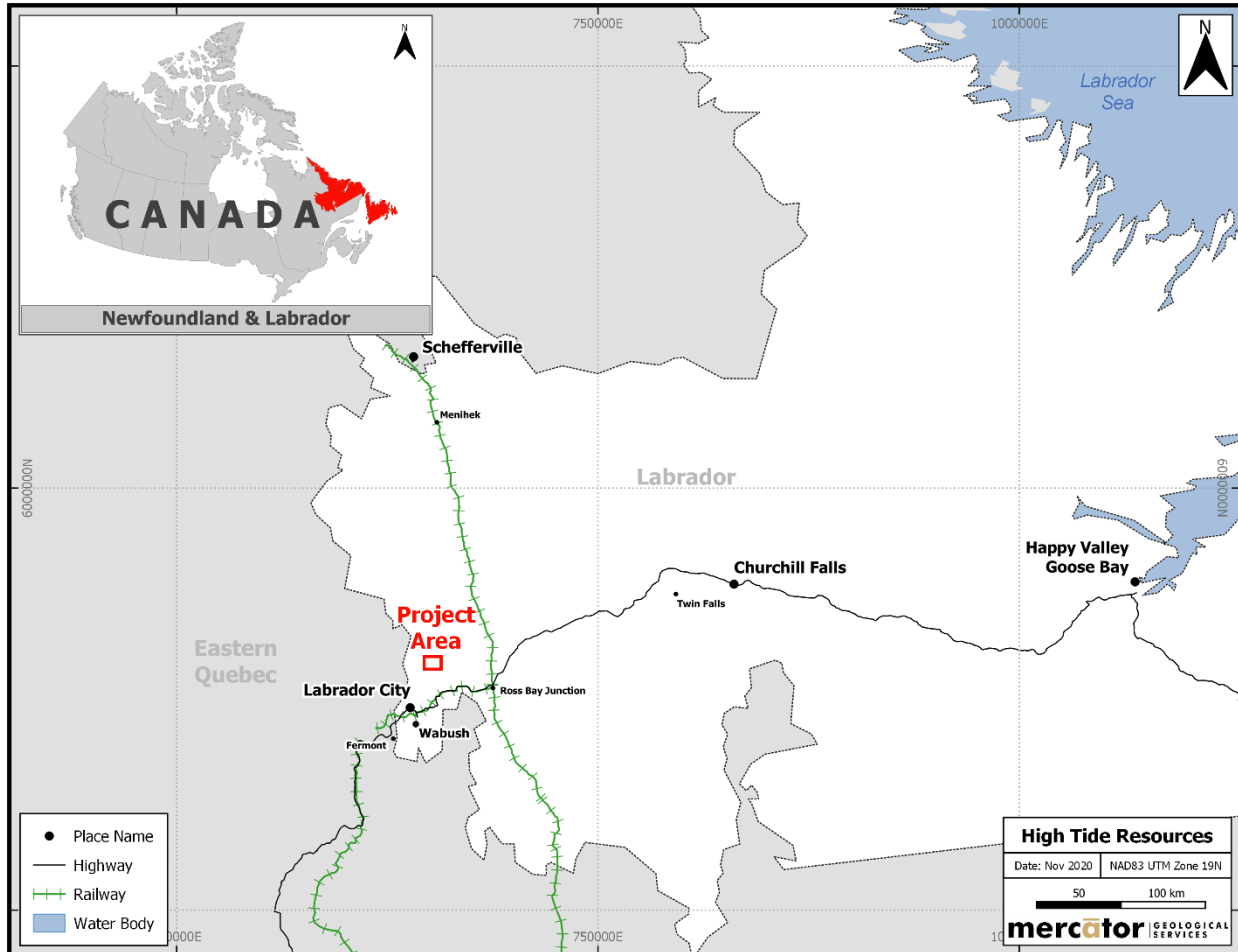 N
CANADA
Newfoundland & Labrador
750000E
1000000E
N
Labrador
Sea
Schefferville
Menihek
6000000N
Labrador
6000000N
Happy Valley
Goose Bay
Churchill Falls
Twin Falls
Project
Area
Eastern
Quebec
Labrador City
Ross Bay Junction
Wabush
Fermont
Place Name
Highway
Railway
Water Body
High Tide Resources
Date: Nov 2020
NAD83 UTM Zone 19N
50
100 km
mercator
GEOLOGICAL
SERVICES
750000E